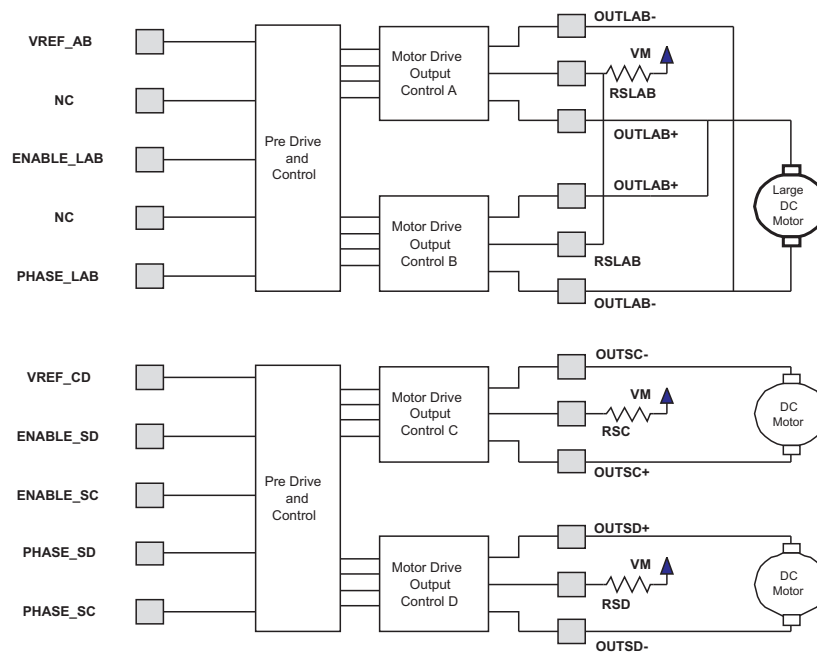 VREF_AB
NC
ENABLE_LAB
NC
PHASE_LAB
Pre Drive
and
Control
Motor Drive
Output
Control A
Motor Drive
Output
Control B
OUTLAB-
VM
RSLAB
OUTLAB+
OUTLAB+
RSLAB
OUTLAB-
Large
DC
Motor
VREF_CD
ENABLE_SD
ENABLE_SC
PHASE_SD
PHASE_SC
Pre Drive
and
Control
Motor Drive
Output
Control C
Motor Drive
Output
Control D
OUTSC-
VM
RSC
OUTSC+
DC
Motor
OUTSD+
VM
RSD
OUTSD-
DC
Motor